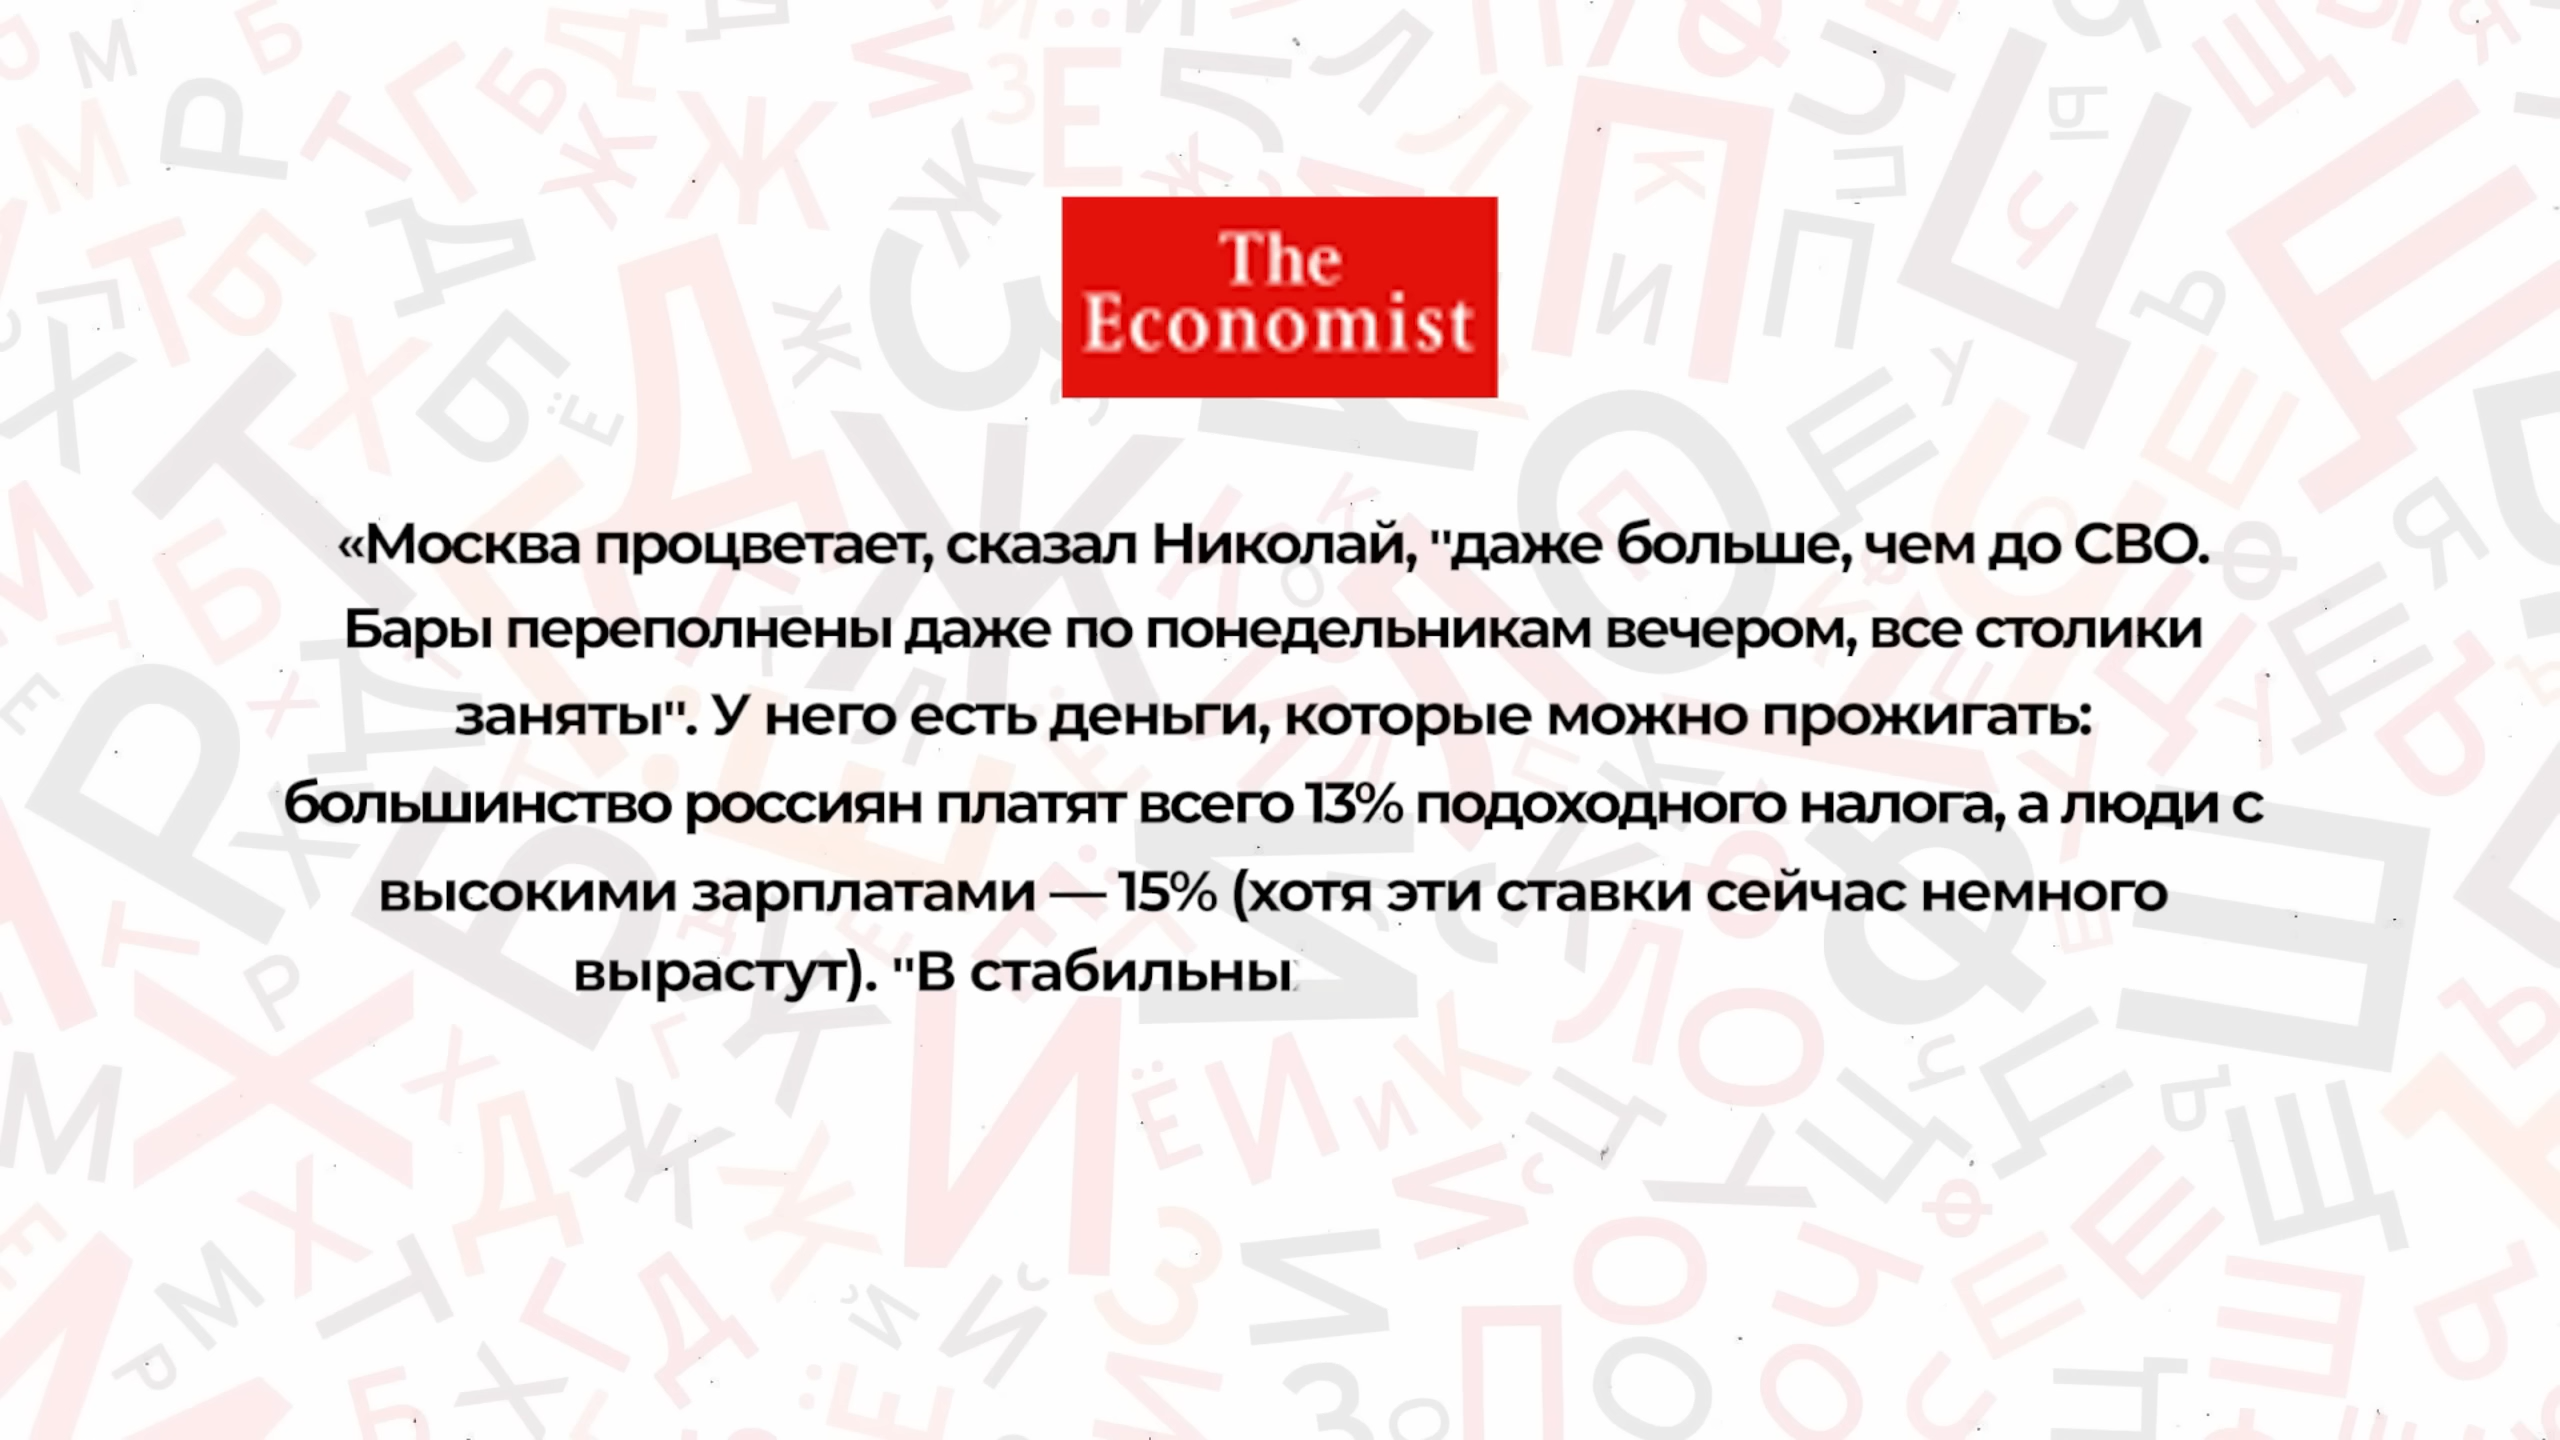 The
Economist
«Москва процветает, сказал Николай, "даже больше, чем до СВО.
Бары переполнены даже по понедельникам вечером, все столики
заняты". У него есть деньги, которые можно прожигать:
большинство россиян платят всего 13% подоходного налога, а люди с
высокими зарплатами — 15% (хотя эти ставки сейчас немного
вырастут). "В стабильны